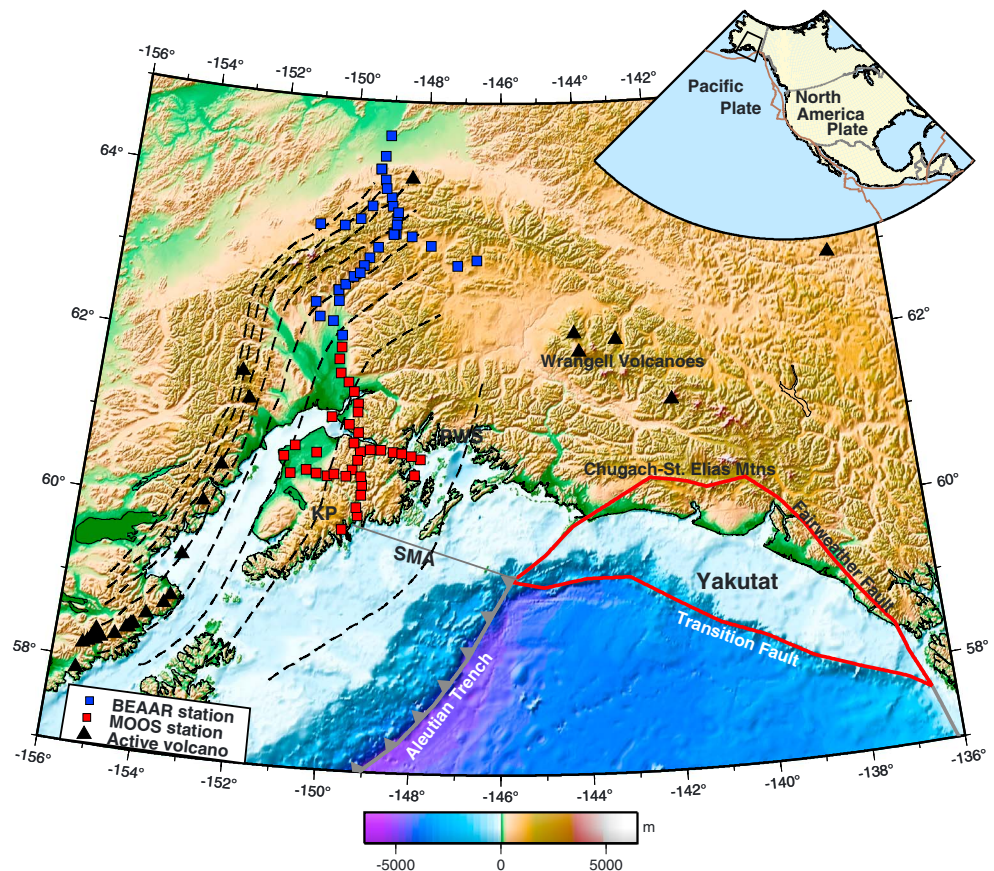 -156°
-154°
-152°
-150°
-148°
-146°
-144°
-142°
Pacific
Plate
North
America
Plate
64°
62°
62°
Wrangell Volcanoes
PWS
Chugach-St. Elias Mtns
60°
60°
KP
SMA
Fairweather Fault
Yakutat
Transition Fault
58°
58°
Aleutian Trench
BEAAR station
MOOS station
Active volcano
-156°
-154°
-152°
-150°
-148°
-146°
-144°
-142°
-140°
-138°
-136°
m
-5000
0
5000